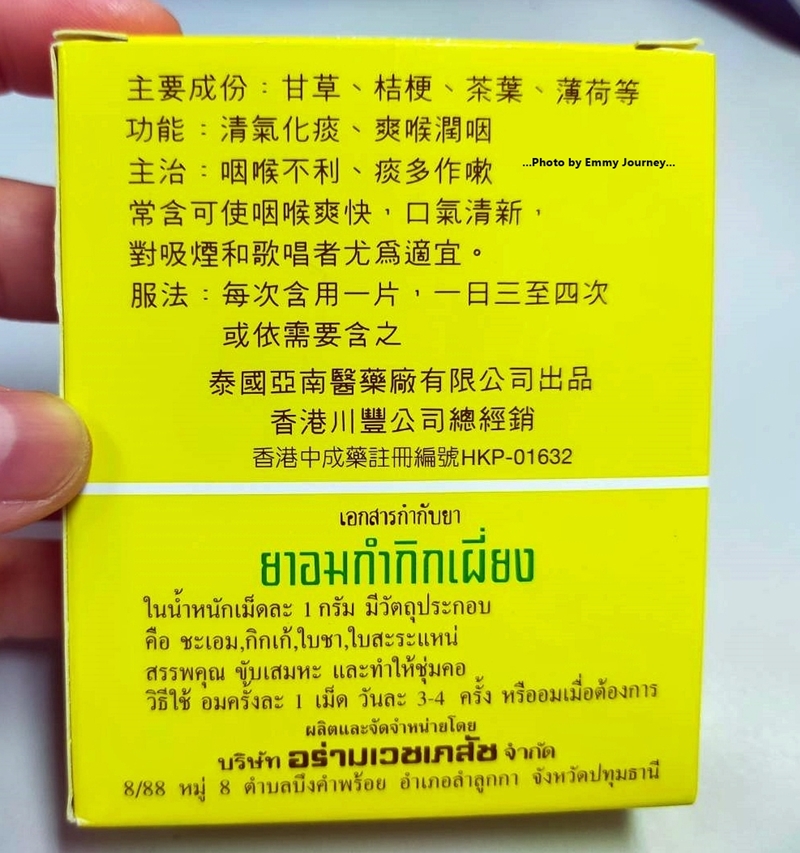 主要成份：甘草、桔梗、茶葉、薄荷等
功能：清氣化痰、爽喉潤咽
主治：咽喉不利、痰多作嗽
...Photo by Emmy Journey...
常含可使咽喉爽快，口氣清新，
對吸煙和歌唱者尤爲適宜。
服法：每次含用一片，一日三至四次
或依需要含之
泰國亞南醫藥廠有限公司出品
香港川豐公司總經銷
香港中成藥註冊編號HKP-01632
เอกสารกำกับยา
ยาอมกำกิกเผี่ยง
ในน้ำหนักเม็ดละ 1 กรัม มีวัตถุประกอบ
คือ ชะเอม,กิกเก้,ใบชา,ใบสะระแหน่
สรรพคุณ ขับเสมหะ และทำให้ชุ่มคอ
วิธีใช้ อมครั้งละ 1 เม็ด วันละ 3-4 ครั้ง หรืออมเมื่อต้องการ
ผลิตและจัดจำหน่ายโดย
บริษัท อร่ามเวชเภสัช จำกัด
8/88 หมู่ 8 ตำบลบึงคำพร้อย อำเภอลำลูกกา จังหวัดปทุมธานี